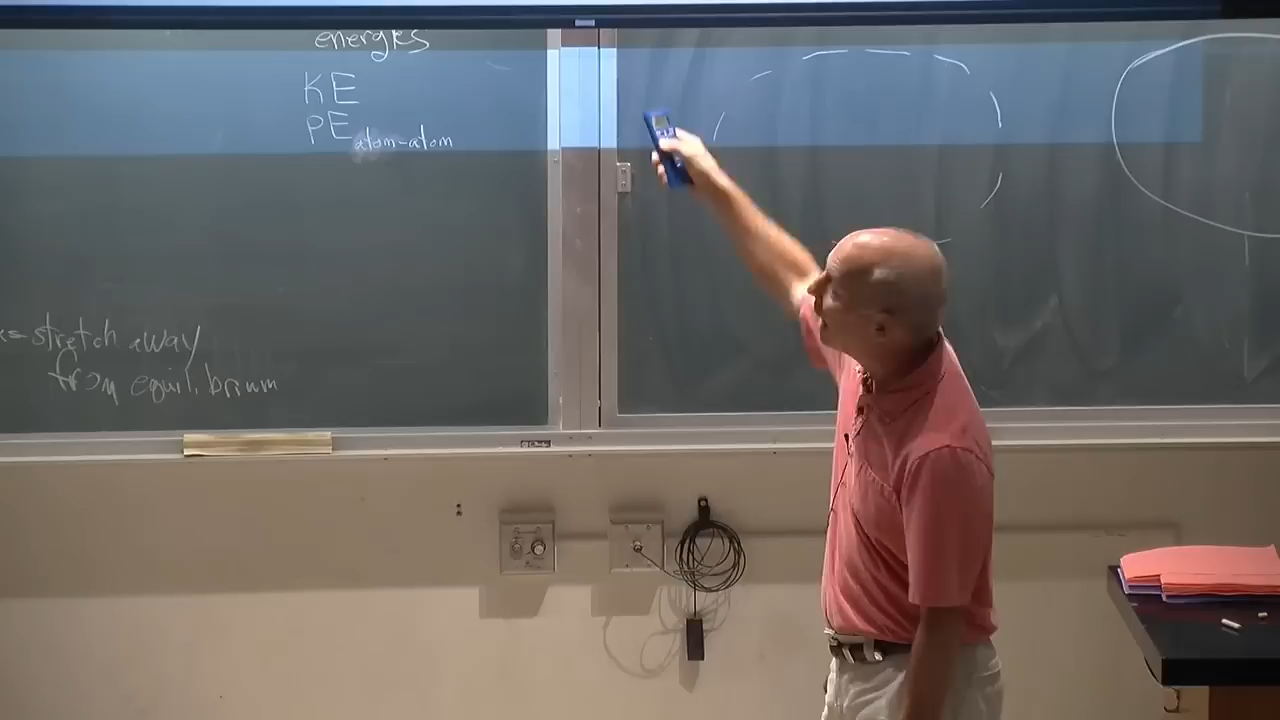 energies
KE
PE atom-atom
x= stretch away
from equilibrium